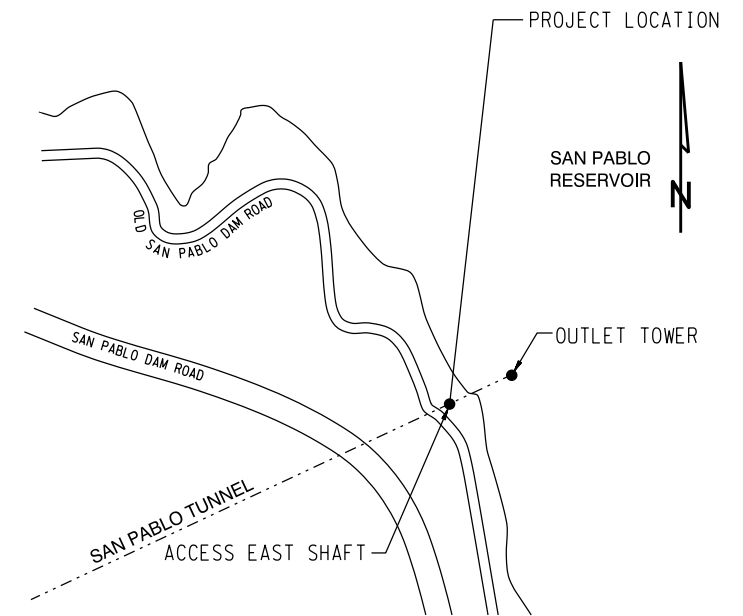 PROJECT LOCATION
SAN PABLO
RESERVOIR
N
OLD SAN PABLO DAM ROAD
OUTLET TOWER
SAN PABLO DAM ROAD
SAN PABLO TUNNEL
ACCESS EAST SHAFT